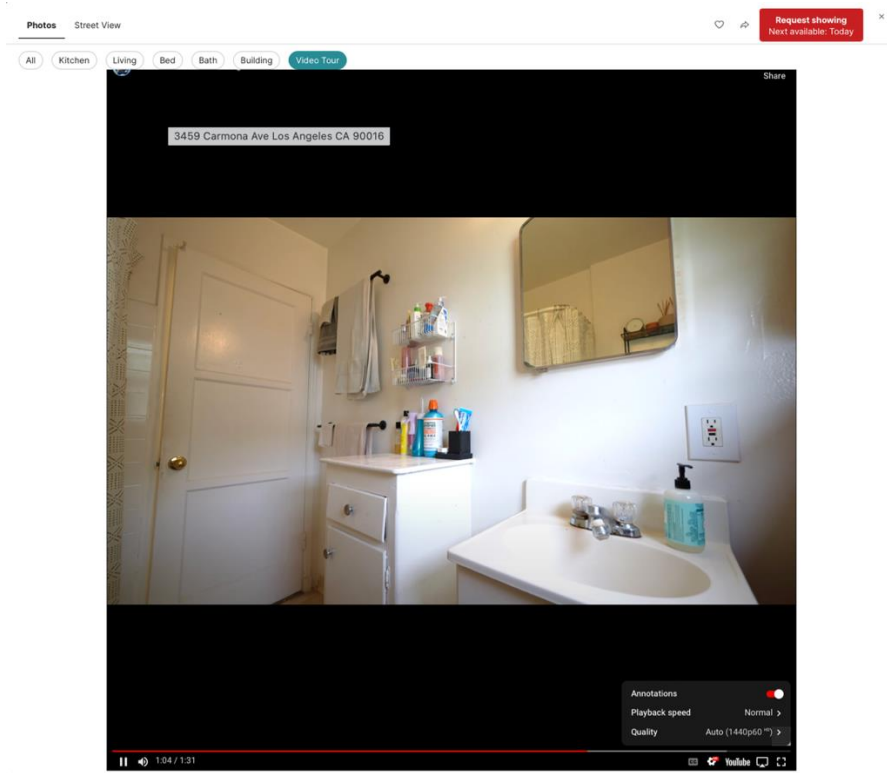 Photos Street View
Request showing
Next available: Today
All Kitchen Living Bed Bath Building Video Tour
Share
3459 Carmona Ave Los Angeles CA 90016
Annotations
Playback speed Normal
Quality Auto (1440p60)
1:04 / 1:31
YouTube